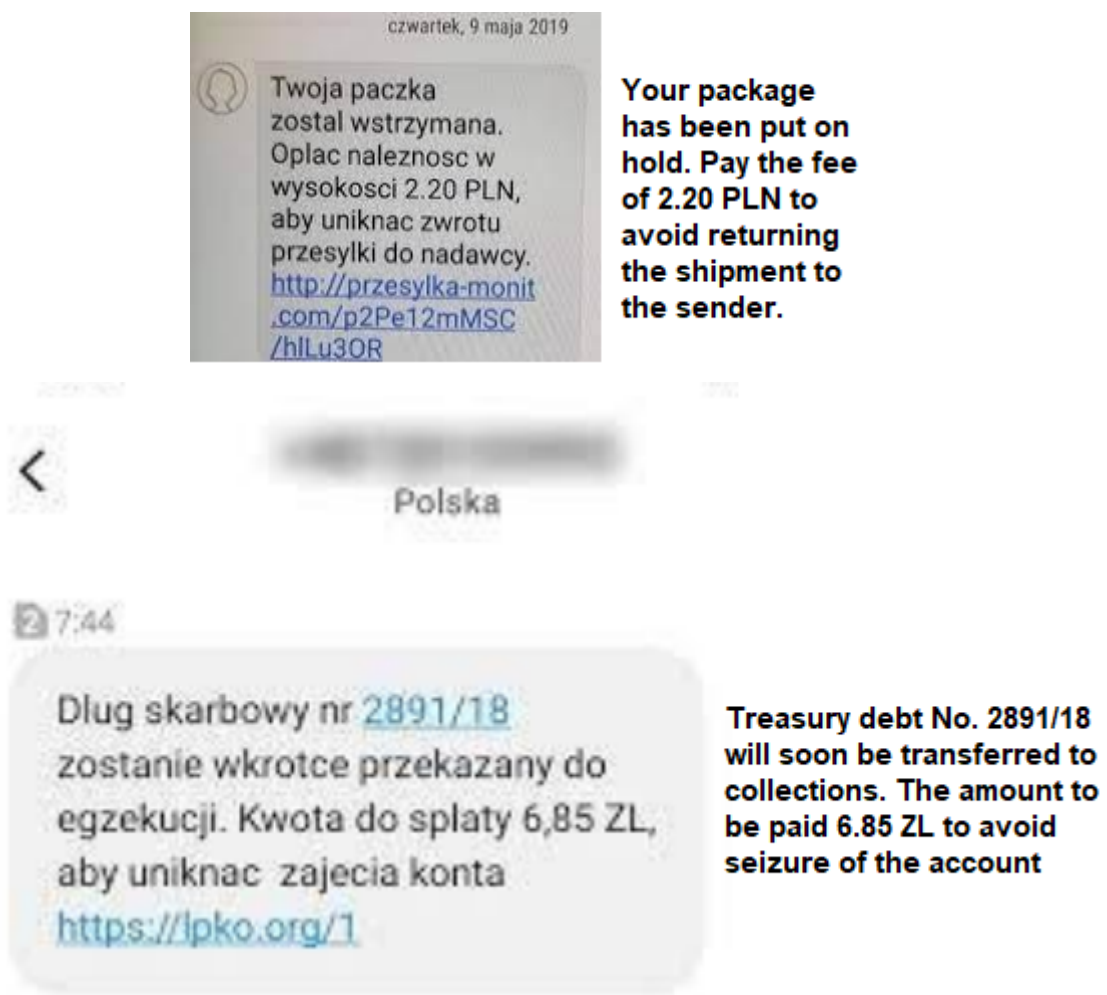 czwartek, 9 maja 2019
Twoja paczka
zostal wstrzymana.
Oplac naleznosc w
wysokosci 2.20 PLN,
aby uniknac zwrotu
przesylki do nadawcy.
http://przesylka-monit
.com/p2Pe12mMSC
/hlLu3OR
Your package
has been put on
hold. Pay the fee
of 2.20 PLN to
avoid returning
the shipment to
the sender.
Polska
2 7:44
Dlug skarbowy nr 2891/18
zostanie wkrotce przekazany do
egzekucji. Kwota do splaty 6,85 ZL,
aby uniknac zajecia konta
https://lpko.org/1
Treasury debt No. 2891/18
will soon be transferred to
collections. The amount to
be paid 6.85 ZL to avoid
seizure of the account